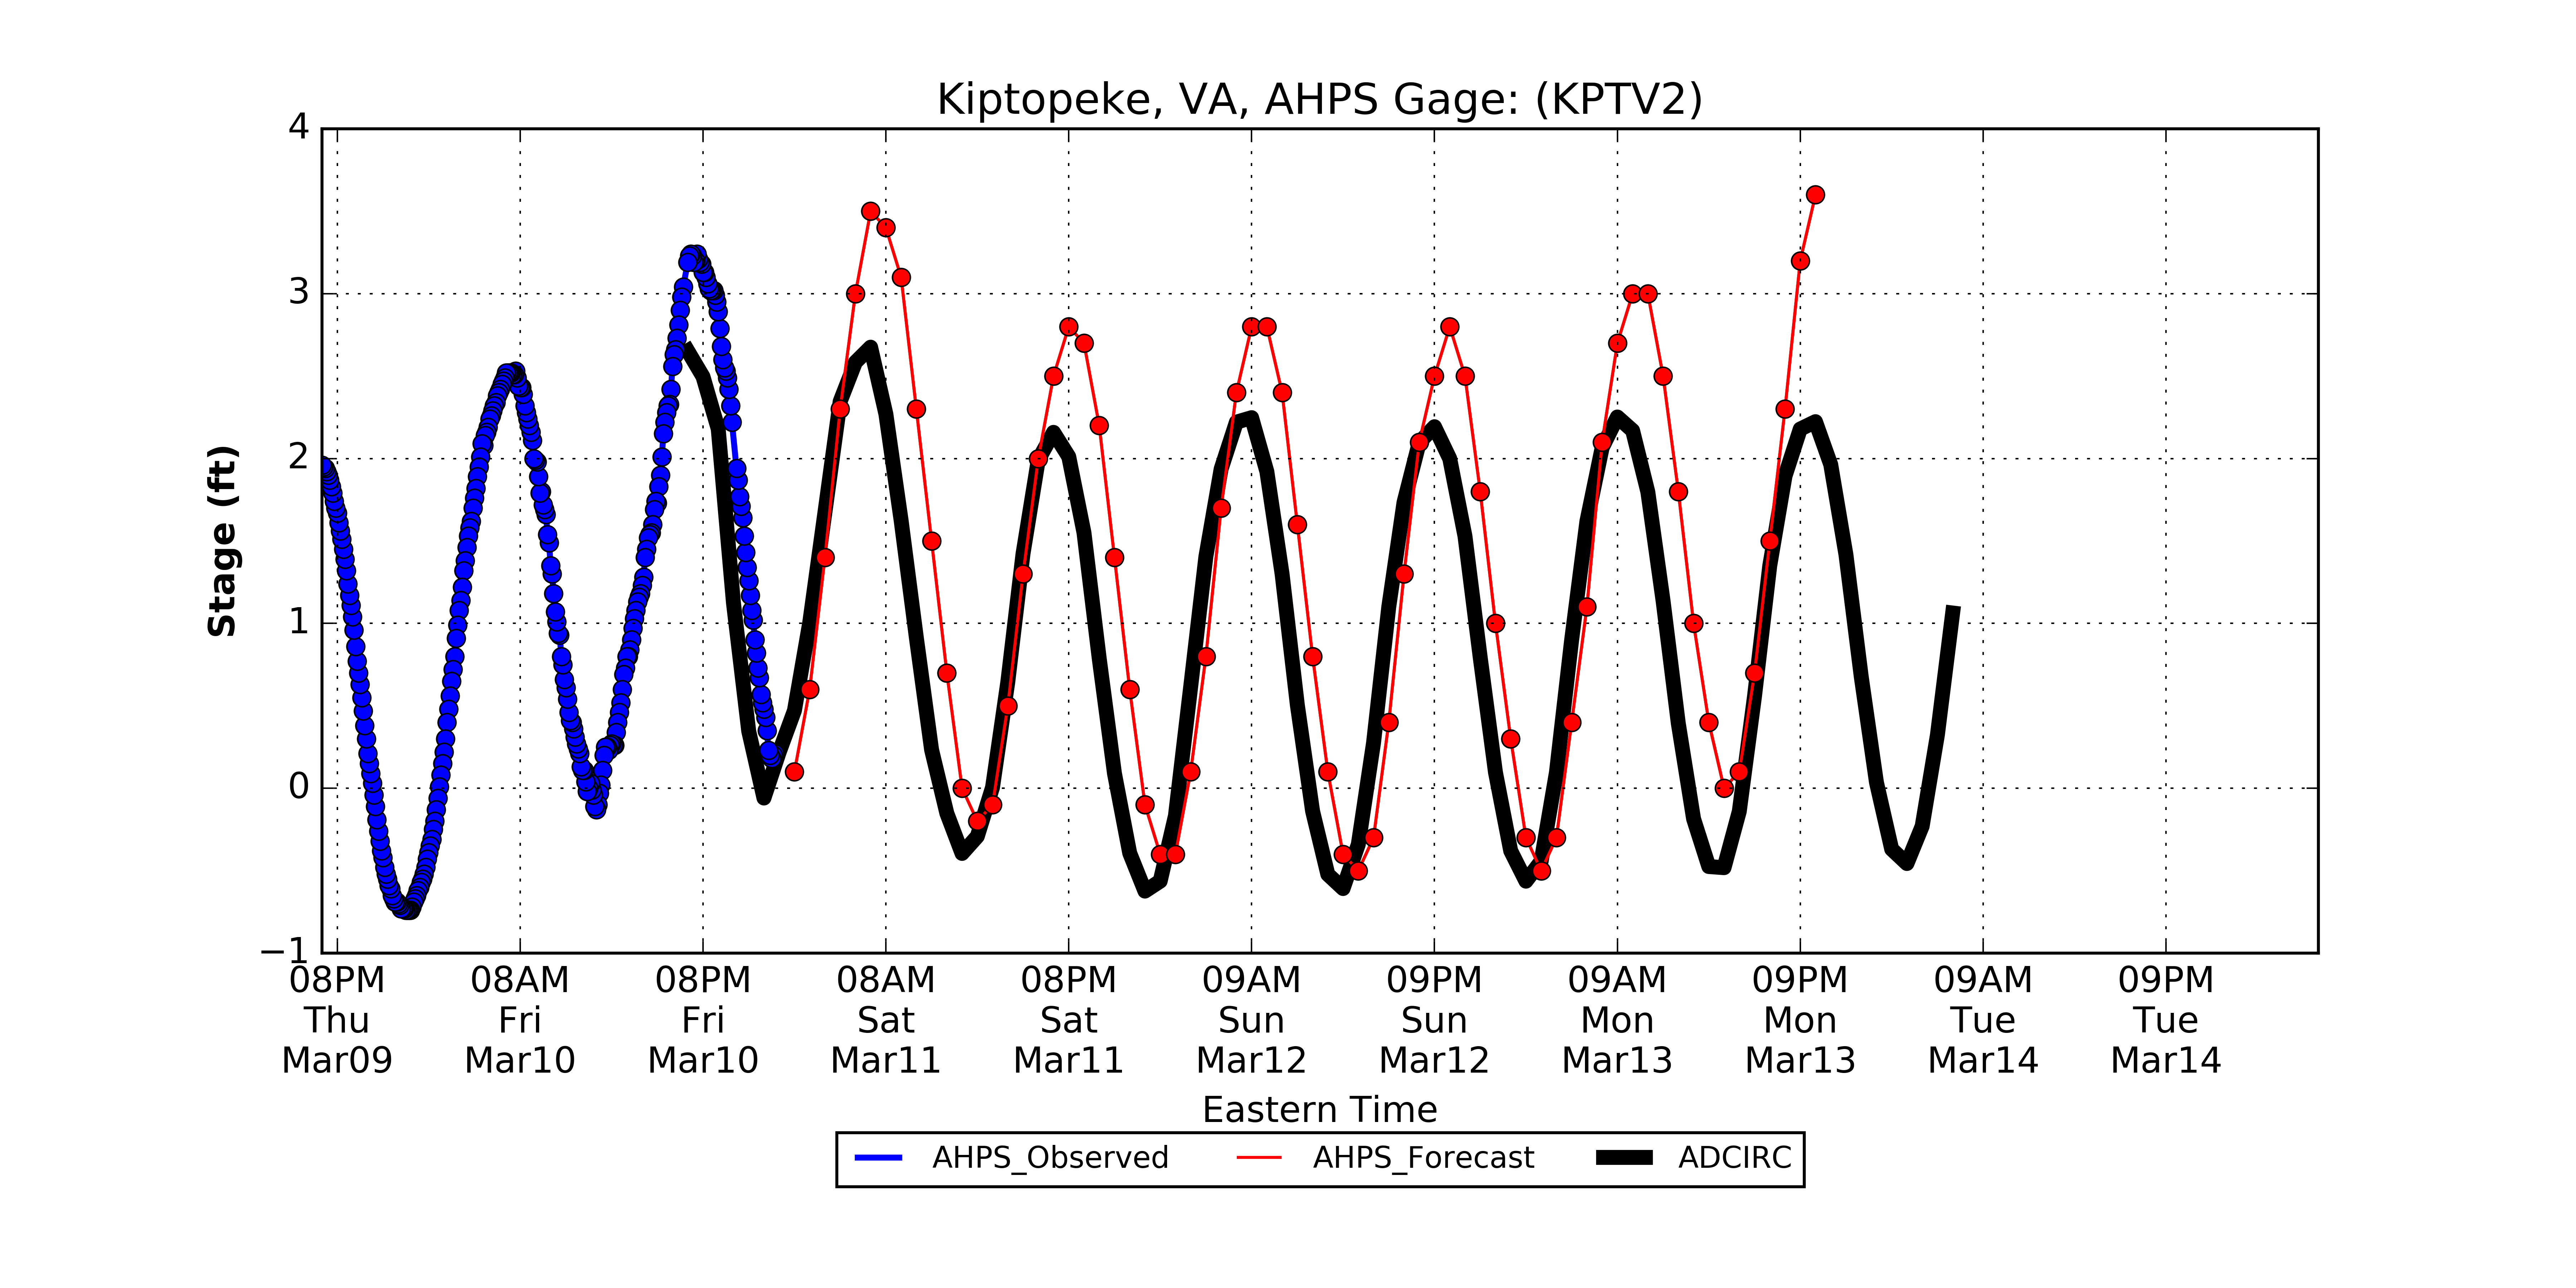 Kiptopeke, VA, AHPS Gage: (KPTV2)
4
3
2
1
0
−1
Stage (ft)
08PM 08AM 08PM 08AM 08PM 09AM 09PM 09AM 09PM 09AM 09PM
Thu Fri Fri Sat Sat Sun Sun Mon Mon Tue Tue
Mar09 Mar10 Mar10 Mar11 Mar11 Mar12 Mar12 Mar13 Mar13 Mar14 Mar14
Eastern Time
AHPS_Observed AHPS_Forecast ADCIRC